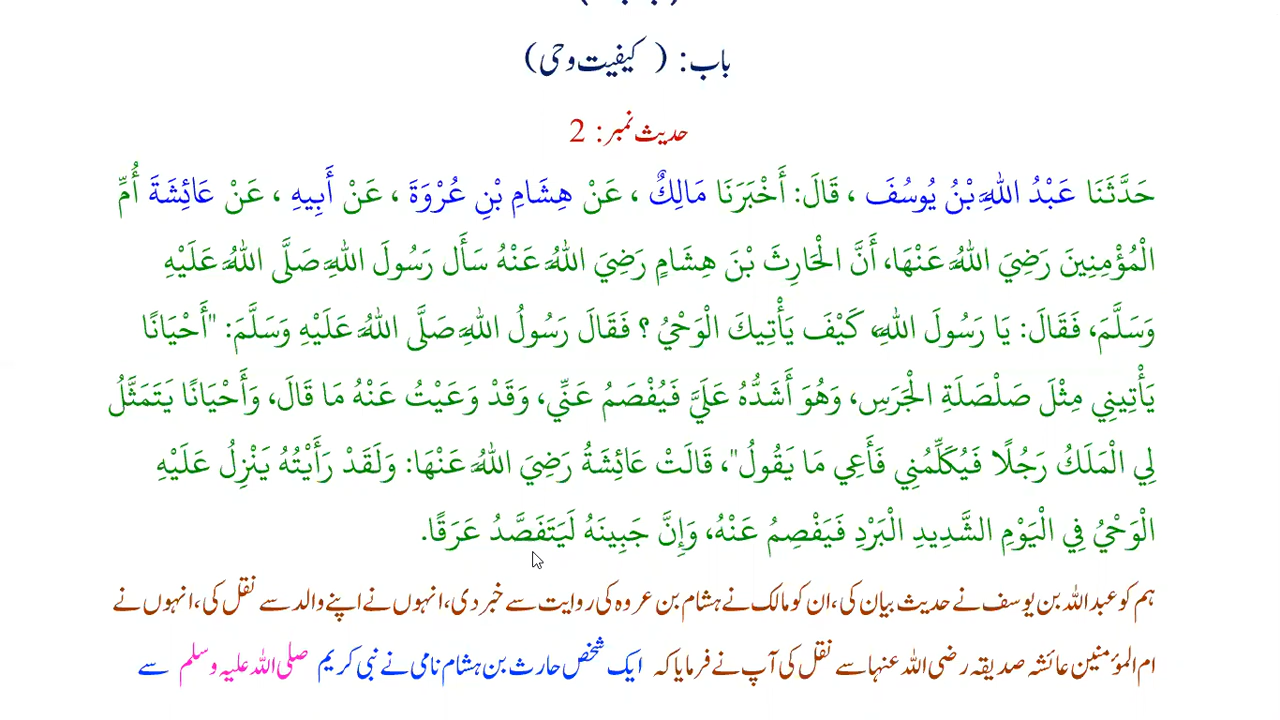 باب: ( کیفیت وحی)
حدیث نمبر: 2
حَدَّثَنَا عَبْدُ اللَّهِ بْنُ يُوسُفَ ، قَالَ: أَخْبَرَنَا مَالِكٌ ، عَنْ هِشَامِ بْنِ عُرْوَةَ ، عَنْ أَبِيهِ ، عَنْ عَائِشَةَ أُمِّ
الْمُؤْمِنِينَ رَضِيَ اللَّهُ عَنْهَا، أَنَّ الْحَارِثَ بْنَ هِشَامٍ رَضِيَ اللَّهُ عَنْهُ سَأَل رَسُولَ اللَّهِ صَلَّى اللَّهُ عَلَيْهِ
وَسَلَّمَ، فَقَالَ: يَا رَسُولَ اللَّهِ، كَيْفَ يَأْتِيكَ الْوَحْيُ ؟ فَقَالَ رَسُولُ اللَّهِ صَلَّى اللَّهُ عَلَيْهِ وَسَلَّمَ: "أَحْيَانًا
يَأْتِينِي مِثْلَ صَلْصَلَةِ الْجَرَسِ، وَهُوَ أَشَدُّهُ عَلَيَّ فَيُفْصَمُ عَنِّي، وَقَدْ وَعَيْتُ عَنْهُ مَا قَالَ، وَأَحْيَانًا يَتَمَثَّلُ
لِي الْمَلَكُ رَجُلًا فَيُكَلِّمُنِي فَأَعِي مَا يَقُولُ"، قَالَتْ عَائِشَةُ رَضِيَ اللَّهُ عَنْهَا: وَلَقَدْ رَأَيْتُهُ يَنْزِلُ عَلَيْهِ
الْوَحْيُ فِي الْيَوْمِ الشَّدِيدِ الْبَرْدِ فَيَفْصِمُ عَنْهُ، وَإِنَّ جَبِينَهُ لَيَتَفَصَّدُ عَرَقًا.
ہم کو عبداللہ بن یوسف نے حدیث بیان کی، ان کو مالک نے ہشام بن عروہ کی روایت سے خبر دی، انہوں نے اپنے والد سے نقل کی، انہوں نے
ام المؤمنین عائشہ صدیقہ رضی اللہ عنہا سے نقل کی آپ نے فرمایا کہ ایک شخص حارث بن ہشام نامی نے نبی کریم صلی اللہ علیہ وسلم سے